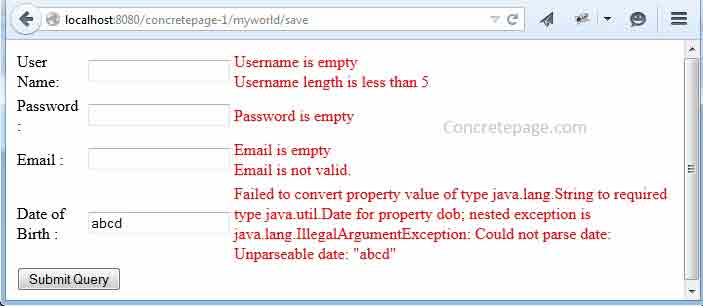 localhost:8080/concretepage-1/myworld/save
User
Name:
Username is empty
Username length is less than 5
Password
:
Password is empty
Concretepage.com
Email :
Email is empty
Email is not valid.
Date of
Birth :
abcd
Failed to convert property value of type java.lang.String to required
type java.util.Date for property dob; nested exception is
java.lang.IllegalArgumentException: Could not parse date:
Unparseable date: "abcd"
Submit Query